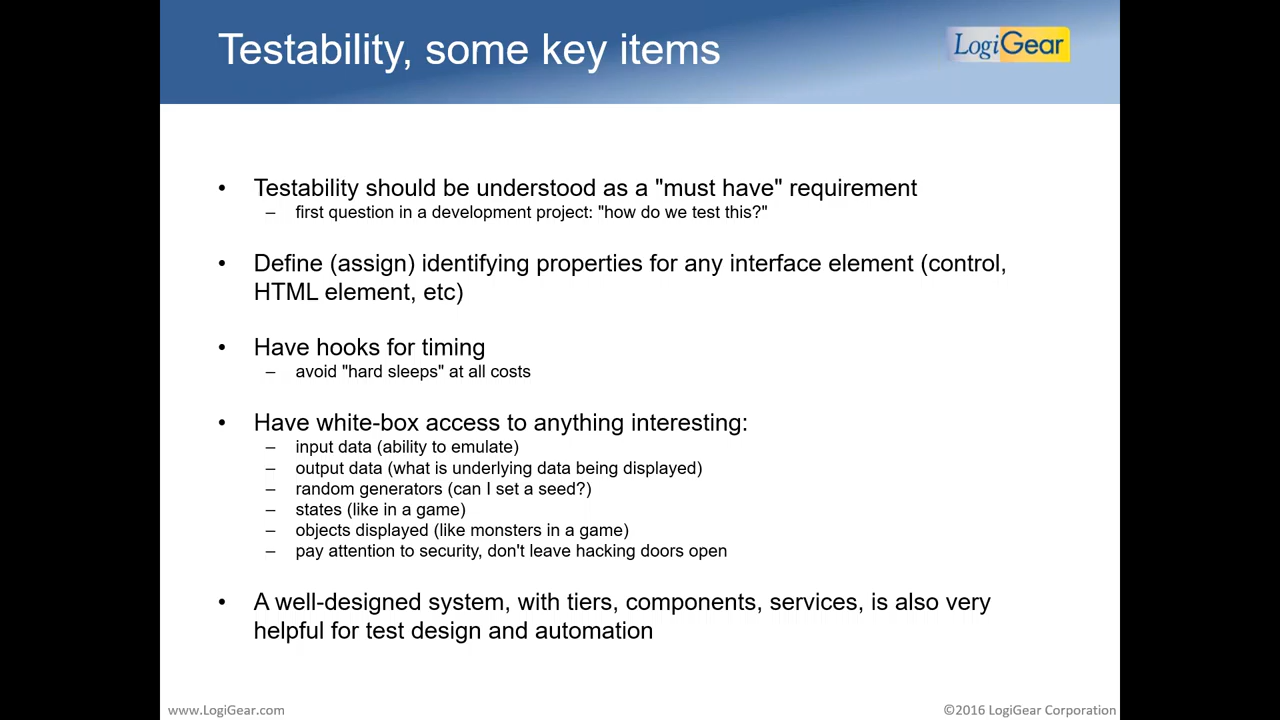 Testability, some key items
LogiGear
• Testability should be understood as a "must have" requirement
– first question in a development project: "how do we test this?"
• Define (assign) identifying properties for any interface element (control,
HTML element, etc)
• Have hooks for timing
– avoid "hard sleeps" at all costs
• Have white-box access to anything interesting:
– input data (ability to emulate)
– output data (what is underlying data being displayed)
– random generators (can I set a seed?)
– states (like in a game)
– objects displayed (like monsters in a game)
– pay attention to security, don't leave hacking doors open
• A well-designed system, with tiers, components, services, is also very
helpful for test design and automation
www.LogiGear.com
©2016 LogiGear Corporation